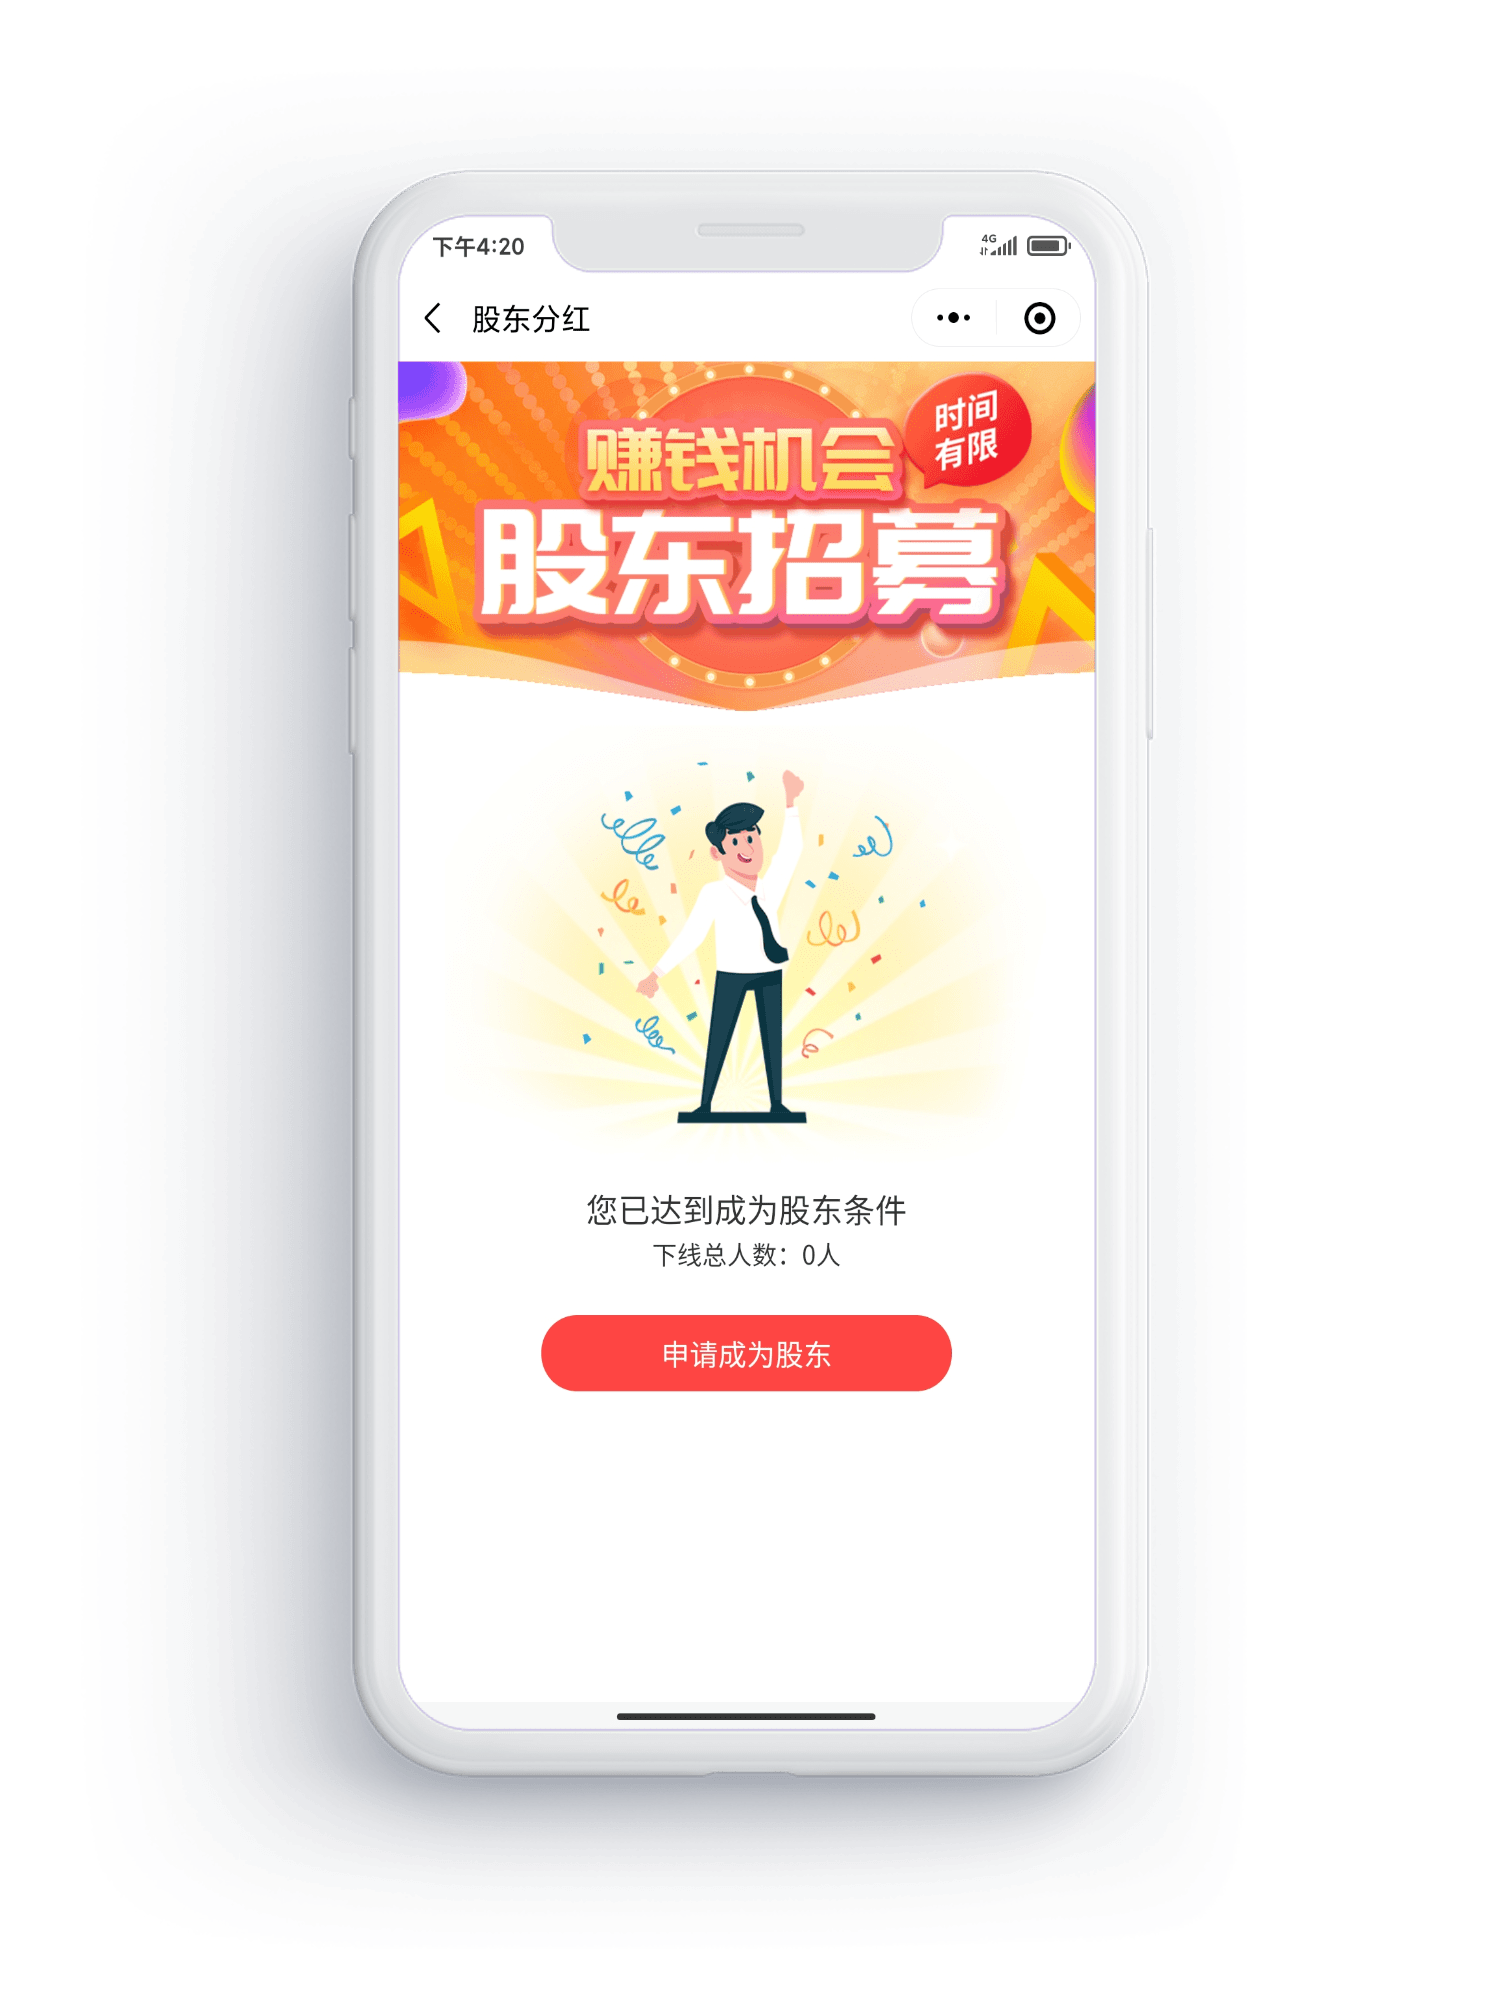 下午4:20
4G
股东分红
时间
有限
赚钱机会
股东招募
您已达到成为股东条件
下线总人数：0人
申请成为股东